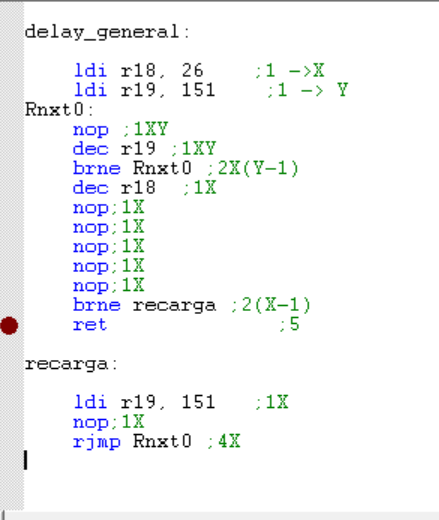 delay_general:
ldi r18, 26 ;1 ->X
ldi r19, 151 ;1 -> Y
Rnxt0:
nop ;1XY
dec r19 ;1XY
brne Rnxt0 ;2X(Y-1)
dec r18 ;1X
nop;1X
nop;1X
nop;1X
nop;1X
nop;1X
brne recarga ;2(X-1)
ret ;5
recarga:
ldi r19, 151 ;1X
nop;1X
rjmp Rnxt0 ;4X